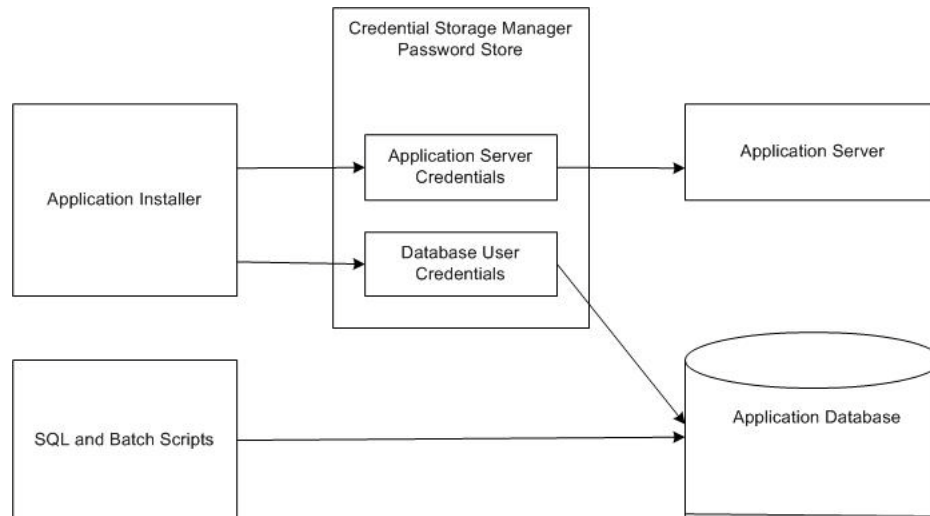 Credential Storage Manager
Password Store
Application Installer
Application Server
Credentials
Application Server
Database User
Credentials
SQL and Batch Scripts
Application Database